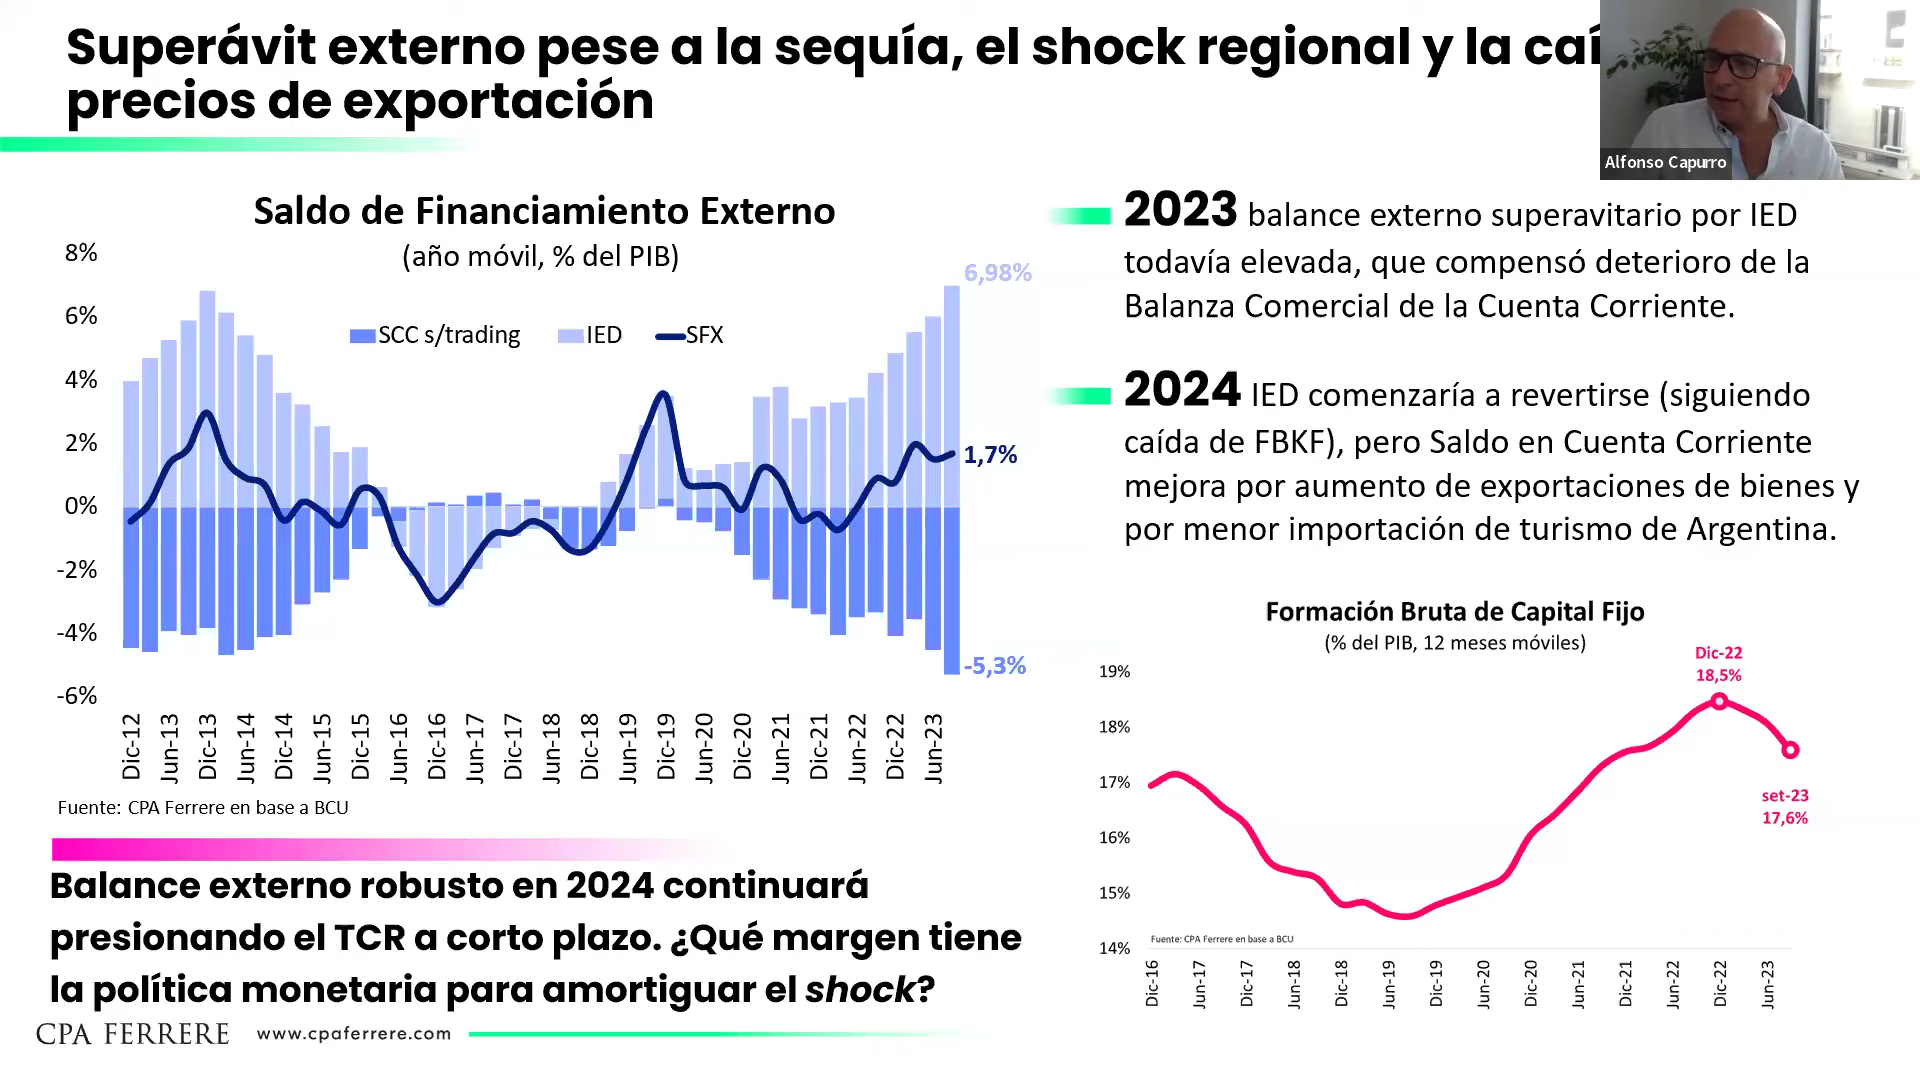 Superávit externo pese a la sequía, el shock regional y la caí
precios de exportación
Alfonso Capurro
Saldo de Financiamiento Externo
(año móvil, % del PIB)
8%
6%
4%
2%
0%
-2%
-4%
-6%
SCC s/trading
IED
SFX
6,98%
1,7%
-5,3%
Dic-12
Jun-13
Dic-13
Jun-14
Dic-14
Jun-15
Dic-15
Jun-16
Dic-16
Jun-17
Dic-17
Jun-18
Dic-18
Jun-19
Dic-19
Jun-20
Dic-20
Jun-21
Dic-21
Jun-22
Dic-22
Jun-23
Fuente: CPA Ferrere en base a BCU
2023 balance externo superavitario por IED
todavía elevada, que compensó deterioro de la
Balanza Comercial de la Cuenta Corriente.
2024 IED comenzaría a revertirse (siguiendo
caída de FBKF), pero Saldo en Cuenta Corriente
mejora por aumento de exportaciones de bienes y
por menor importación de turismo de Argentina.
Formación Bruta de Capital Fijo
(% del PIB, 12 meses móviles)
19%
18%
17%
16%
15%
14%
Dic-22
18,5%
set-23
17,6%
Fuente: CPA Ferrere en base a BCU
Dic-16
Jun-17
Dic-17
Jun-18
Dic-18
Jun-19
Dic-19
Jun-20
Dic-20
Jun-21
Dic-21
Jun-22
Dic-22
Jun-23
Balance externo robusto en 2024 continuará
presionando el TCR a corto plazo. ¿Qué margen tiene
la política monetaria para amortiguar el shock?
CPA FERRERE
www.cpaferrere.com